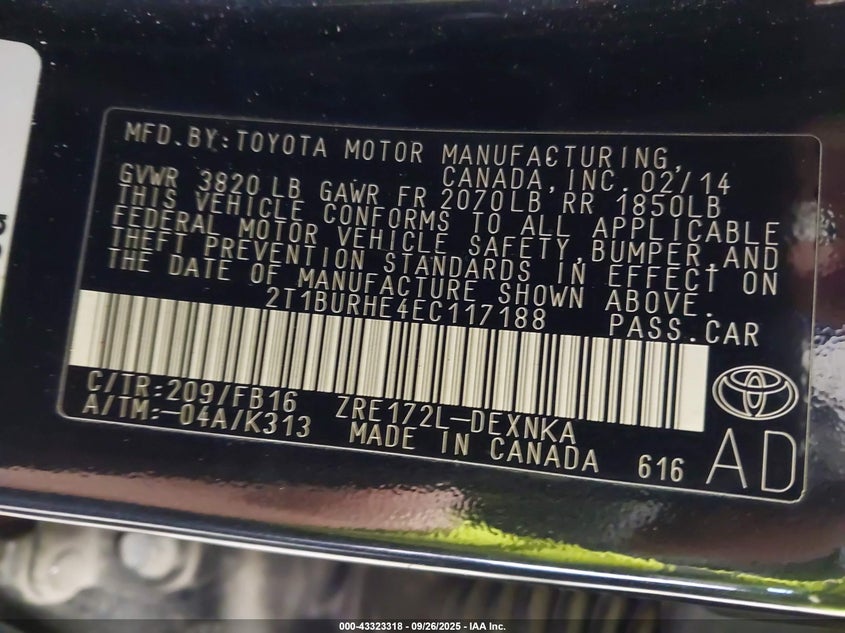 MFD.BY:TOYOTA MOTOR MANUFACTURING,
CANADA,INC.02/14
GVWR 3820LB GAWR FR 2070LB RR 1850LB
THIS VEHICLE CONFORMS TO ALL APPLICABLE
FEDERAL MOTOR VEHICLE SAFETY,BUMPER,AND
THEFT PREVENTION STANDARDS IN EFFECT ON
THE DATE OF MANUFACTURE SHOWN ABOVE.
2T1BURHE4EC117188 PASS.CAR
C/TR:209/FB16 ZRE172L-DEXNKA
A/TM:-04A/K313 MADE IN CANADA 616 AD
000-43323318 - 09/26/2025 - IAA Inc.